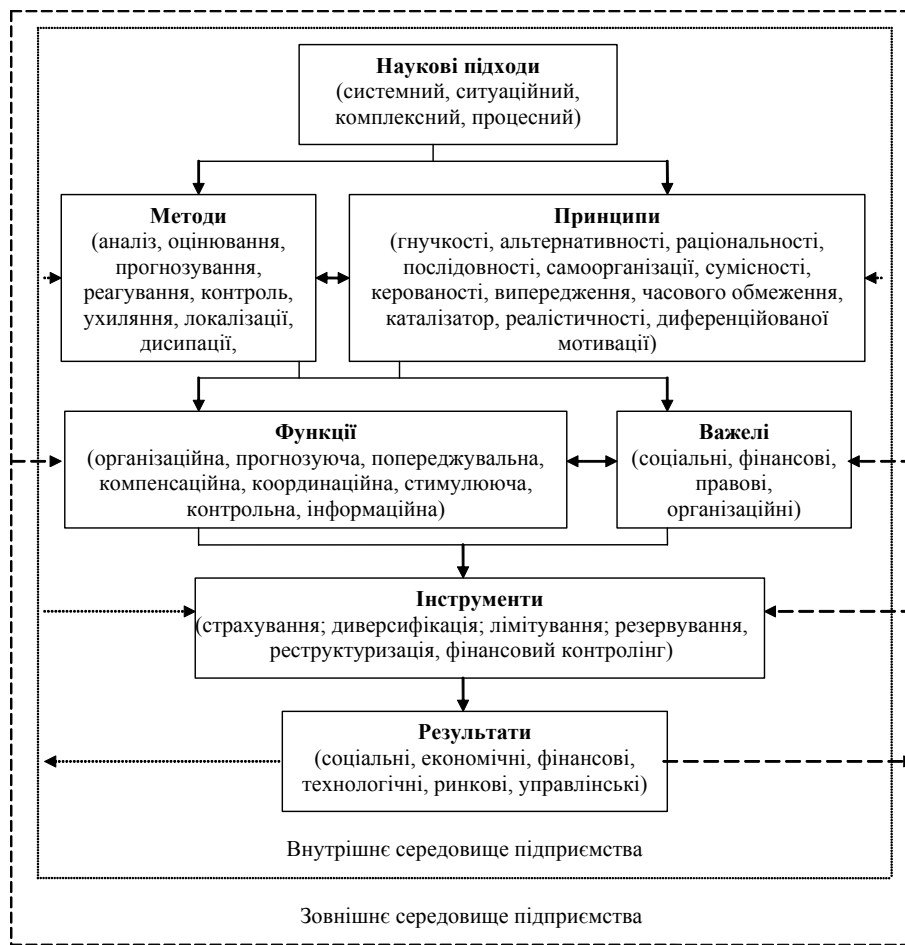 Наукові підходи
(системний, ситуаційний,
комплексний, процесний)
Методи
(аналіз, оцінювання,
прогнозування,
реагування, контроль,
ухиляння, локалізації,
дисипації,
Принципи
(гнучкості, альтернативності, раціональності,
послідовності, самоорганізації, сумісності,
керованості, випередження, часового обмеження,
каталізатор, реалістичності, диференційованої
мотивації)
Функції
(організаційна, прогнозуюча, попереджувальна,
компенсаційна, координаційна, стимулююча,
контрольна, інформаційна)
Важелі
(соціальні, фінансові,
правові,
організаційні)
Інструменти
(страхування; диверсифікація; лімітування; резервування,
реструктуризація, фінансовий контролінг)
Результати
(соціальні, економічні, фінансові,
технологічні, ринкові, управлінські)
Внутрішнє середовище підприємства
Зовнішнє середовище підприємства